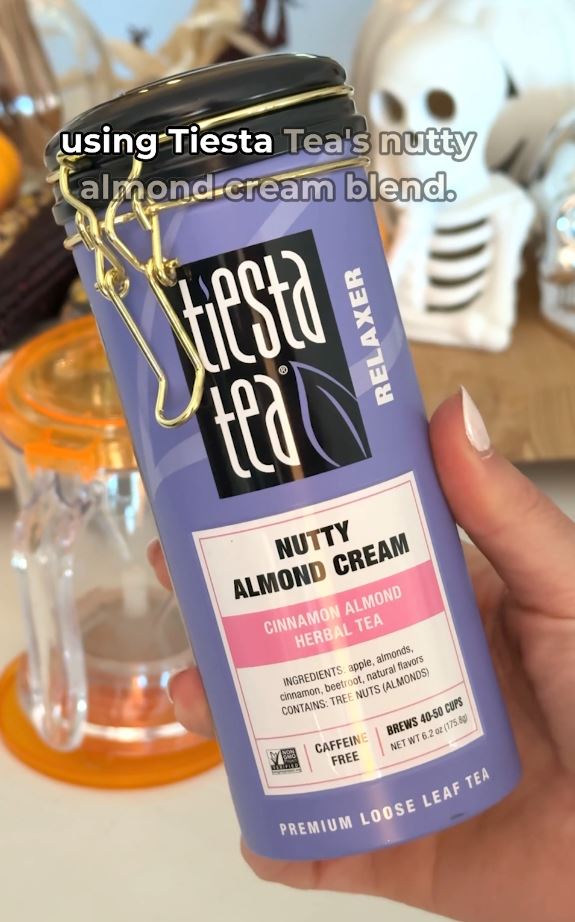 using Tiesta Tea's nutty
almond cream blend.
tiesta
tea®
RELAXER
NUTTY
ALMOND CREAM
CINNAMON ALMOND
HERBAL TEA
INGREDIENTS: apple, almonds,
cinnamon, beetroot, natural flavors
CONTAINS: TREE NUTS (ALMONDS)
NON
GMO
CAFFEINE
FREE
BREWS 40-50 CUPS
NET WT 6.2 oz (175.8g)
PREMIUM LOOSE LEAF TEA